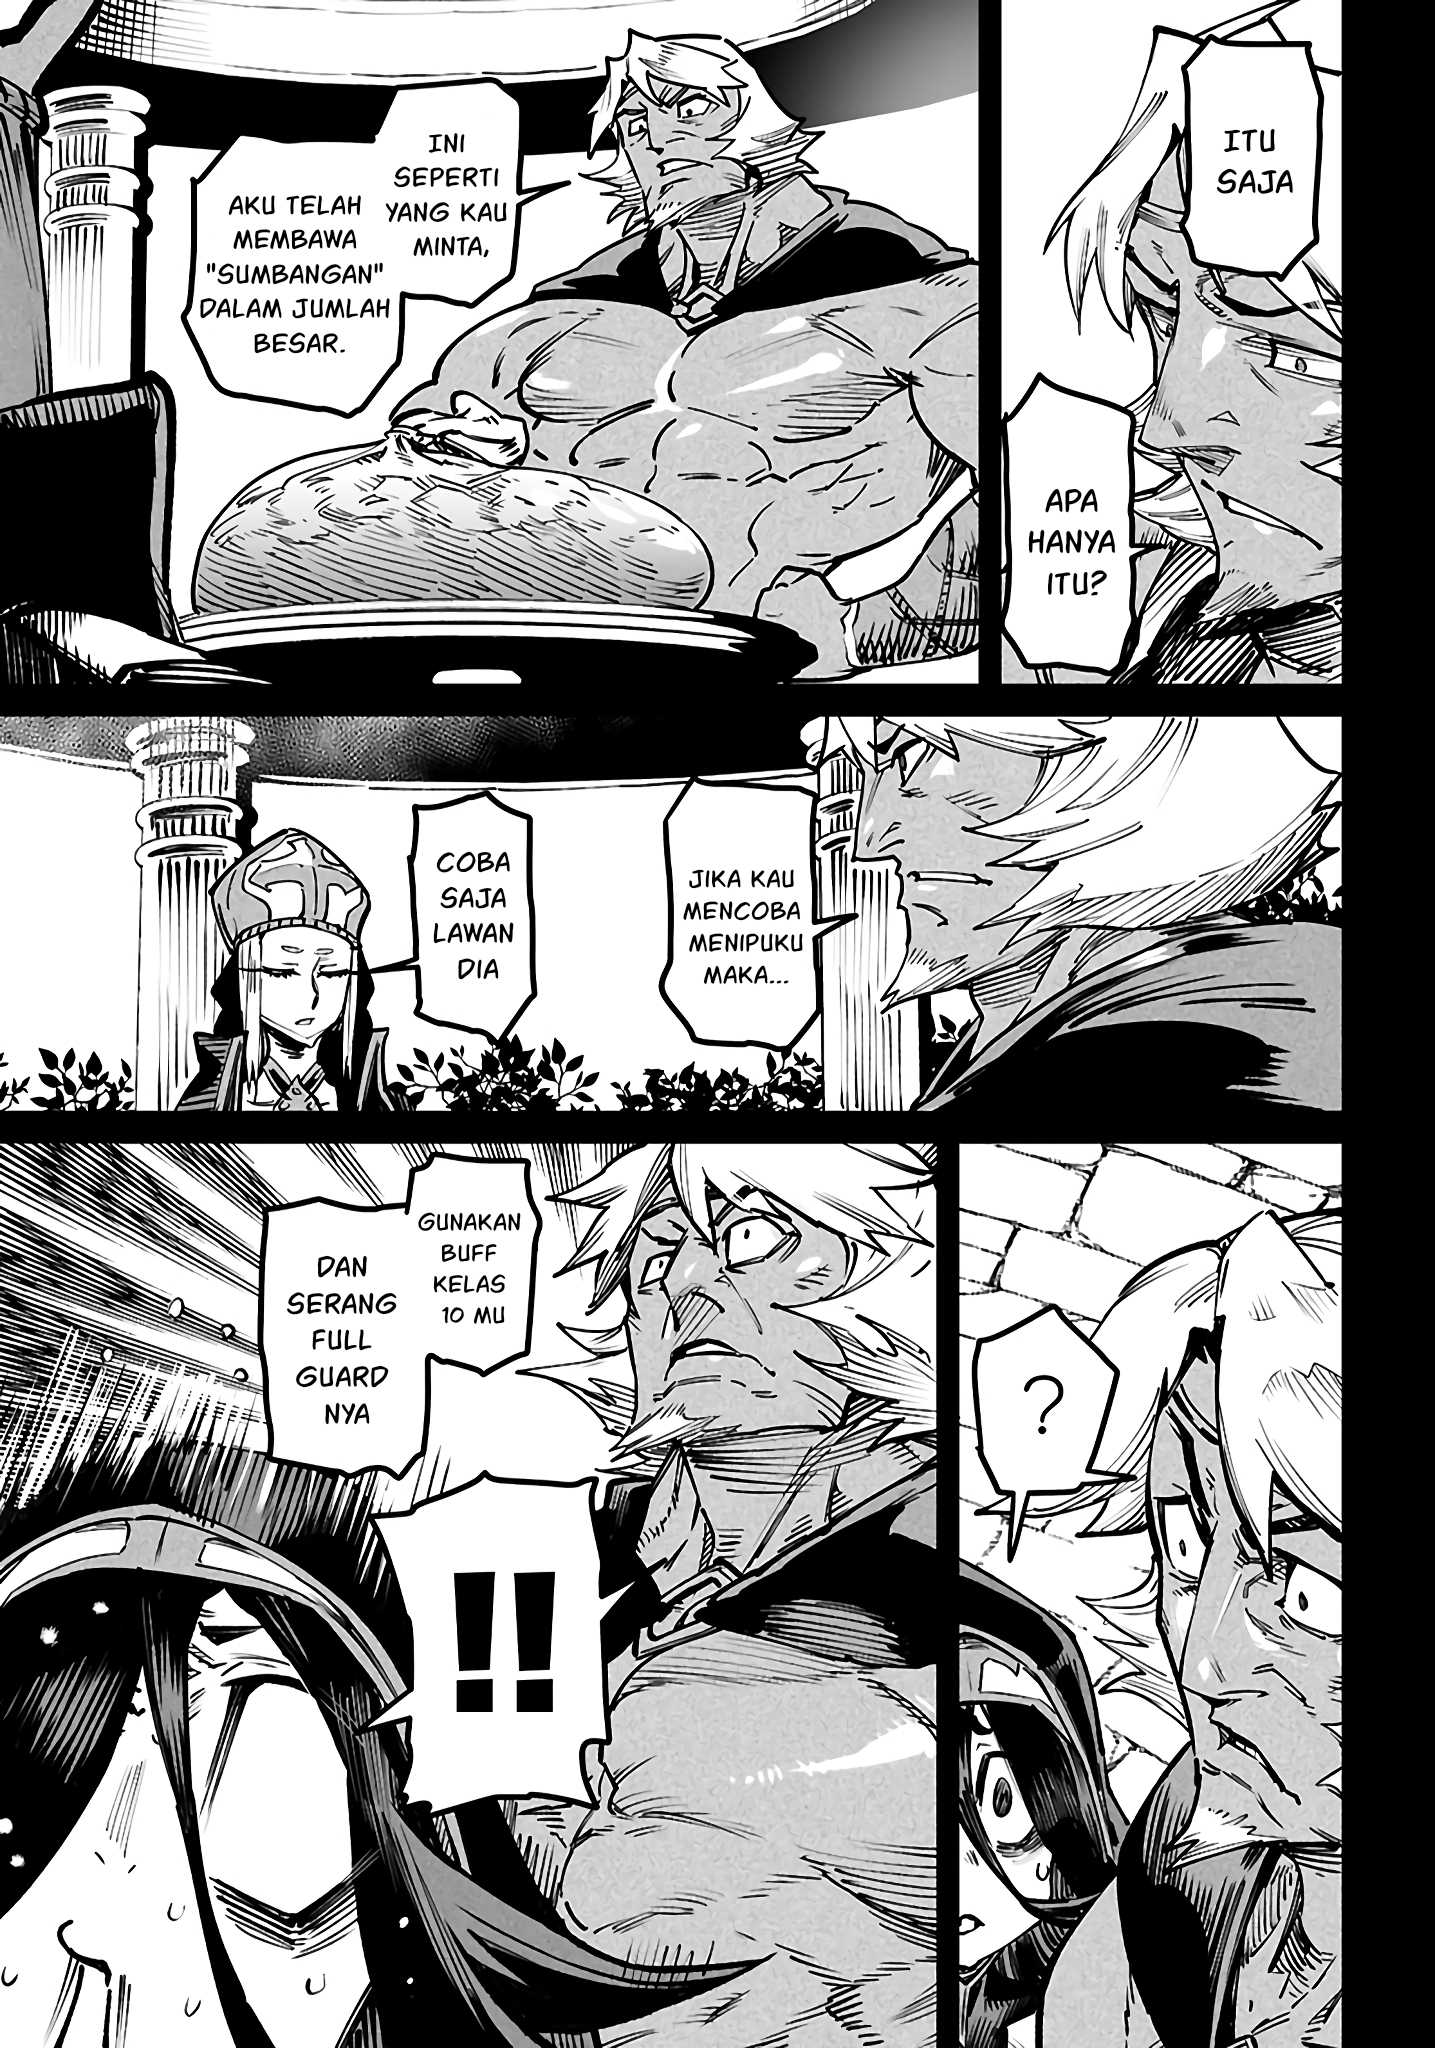 ITU
SAJA
APA
HANYA
ITU?
INI
SEPERTI
YANG KAU
MINTA,
AKU TELAH
MEMBAWA
"SUMBANGAN"
DALAM JUMLAH
BESAR.
JIKA KAU
MENCOBA
MENIPUKU
MAKA...
COBA
SAJA
LAWAN
DIA
?
GUNAKAN
BUFF
KELAS
10 MU
DAN
SERANG
FULL
GUARD
NYA
!!